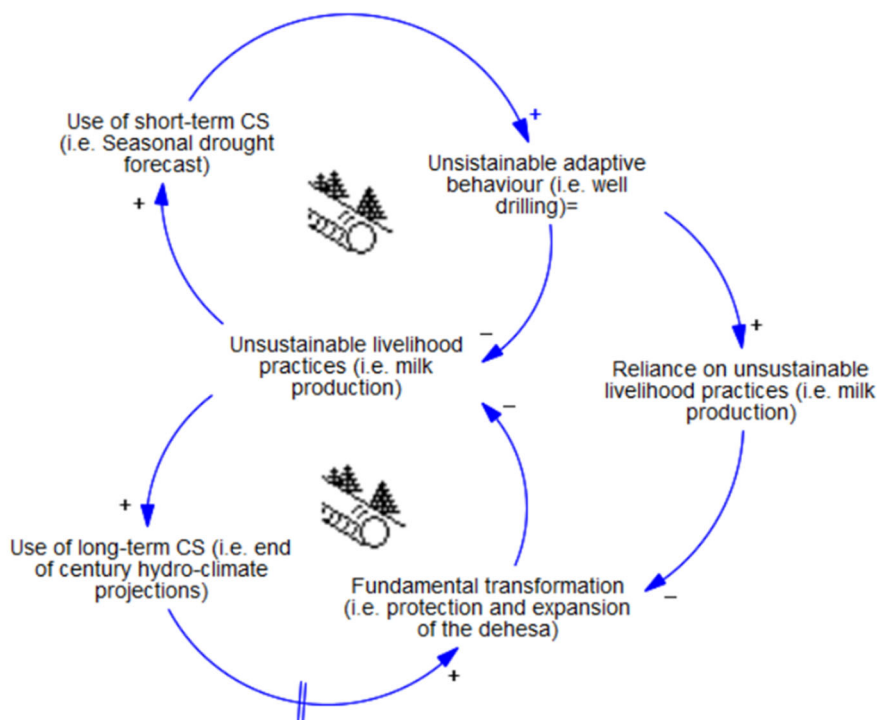 Use of short-term CS
(i.e. Seasonal drought
forecast)
+
+
Unsistainable adaptive
behaviour (i.e. well
drilling)=
Unsustainable livelihood
practices (i.e. milk
production)
–
+
Reliance on unsustainable
livelihood practices (i.e. milk
production)
–
+
Use of long-term CS (i.e. end
of century hydro-climate
projections)
Fundamental transformation
(i.e. protection and expansion
of the dehesa)
–
+